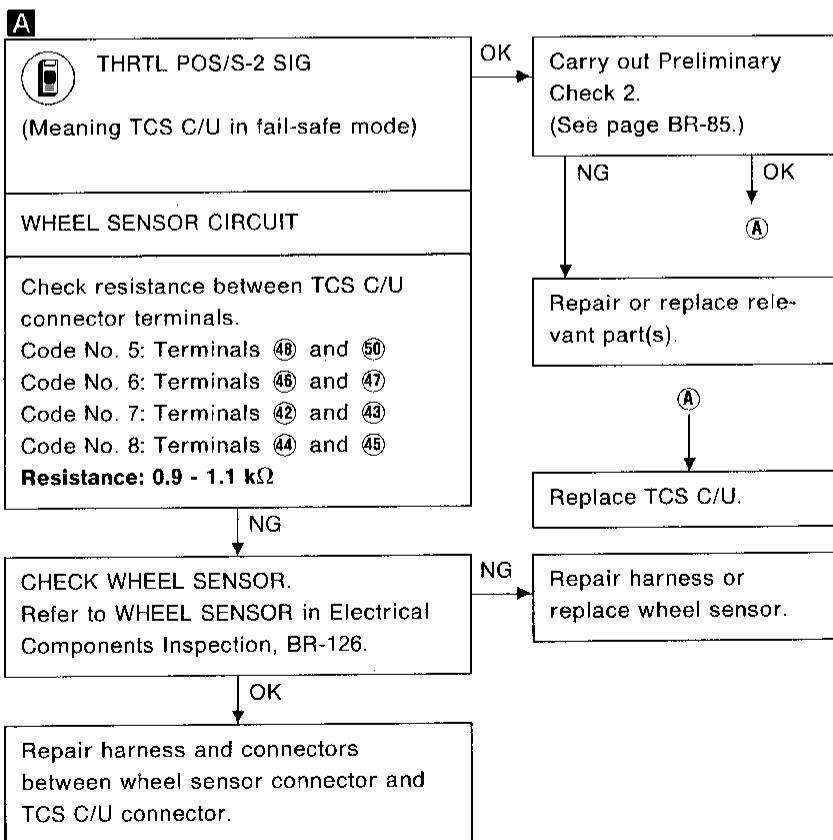 A
THRTL POS/S-2 SIG
(Meaning TCS C/U in fail-safe mode)
WHEEL SENSOR CIRCUIT
Check resistance between TCS C/U
connector terminals.
Code No. 5: Terminals 48 and 50
Code No. 6: Terminals 46 and 47
Code No. 7: Terminals 42 and 43
Code No. 8: Terminals 44 and 45
Resistance: 0.9 - 1.1 kΩ
OK
Carry out Preliminary
Check 2.
(See page BR-85.)
NG
OK
A
Repair or replace rele-
vant part(s).
A
Replace TCS C/U.
NG
CHECK WHEEL SENSOR.
Refer to WHEEL SENSOR in Electrical
Components Inspection, BR-126.
NG
Repair harness or
replace wheel sensor.
OK
Repair harness and connectors
between wheel sensor connector and
TCS C/U connector.